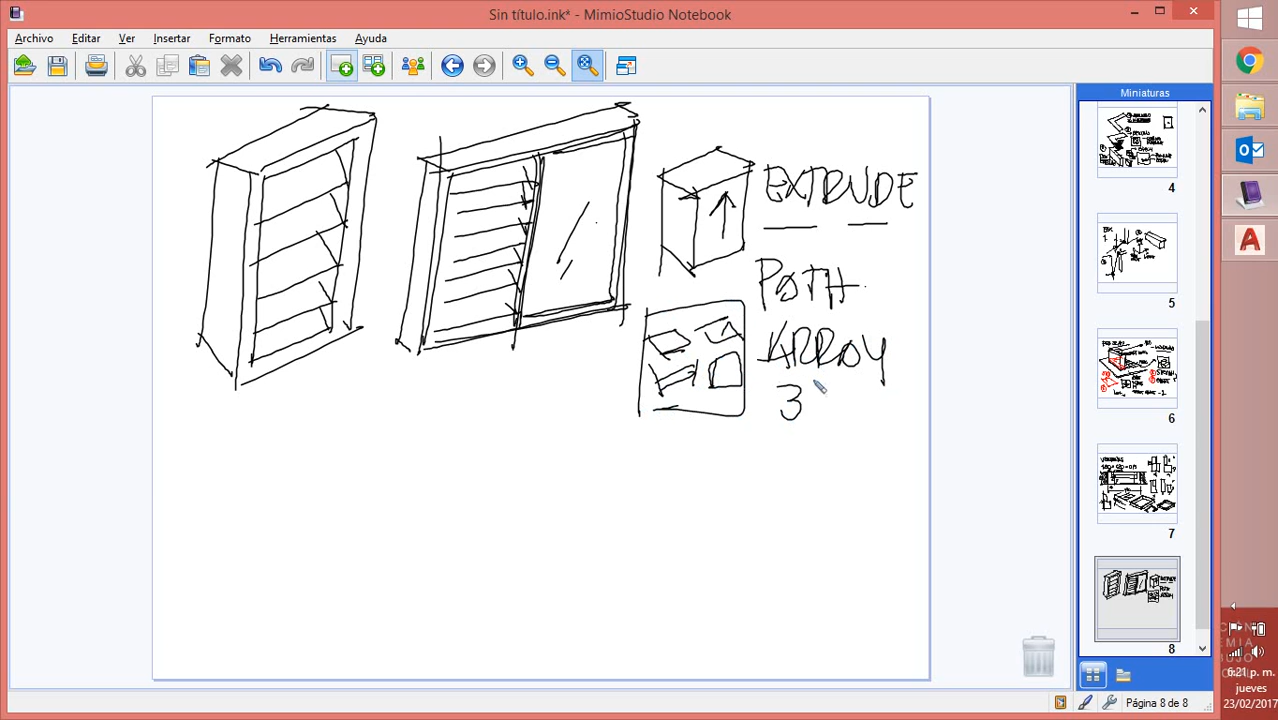 Sin título.ink* - MimioStudio Notebook
Archivo Editar Ver Insertar Formato Herramientas Ayuda
Miniaturas
EXTRUDE
PATH
ARRAY
3
4
5
6
7
8
Página 8 de 8
6:21 p. m.
jueves
23/02/2017